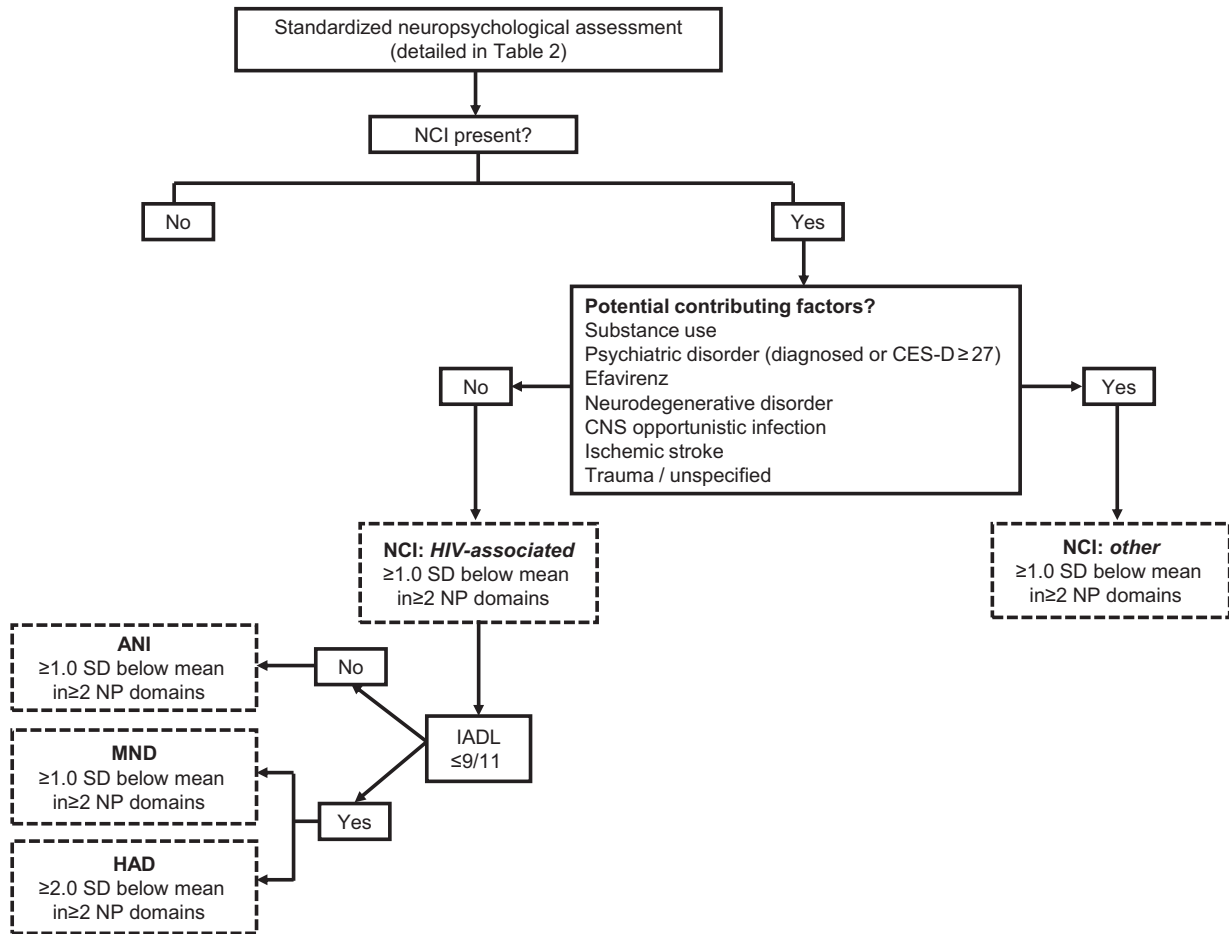 Standardized neuropsychological assessment
(detailed in Table 2)
NCI present?
No
Yes
Potential contributing factors?
Substance use
Psychiatric disorder (diagnosed or CES-D ≥ 27)
Efavirenz
Neurodegenerative disorder
CNS opportunistic infection
Ischemic stroke
Trauma / unspecified
No
Yes
NCI: HIV-associated
≥1.0 SD below mean
in≥2 NP domains
NCI: other
≥1.0 SD below mean
in≥2 NP domains
ANI
≥1.0 SD below mean
in≥2 NP domains
No
IADL
≤9/11
MND
≥1.0 SD below mean
in≥2 NP domains
Yes
HAD
≥2.0 SD below mean
in≥2 NP domains